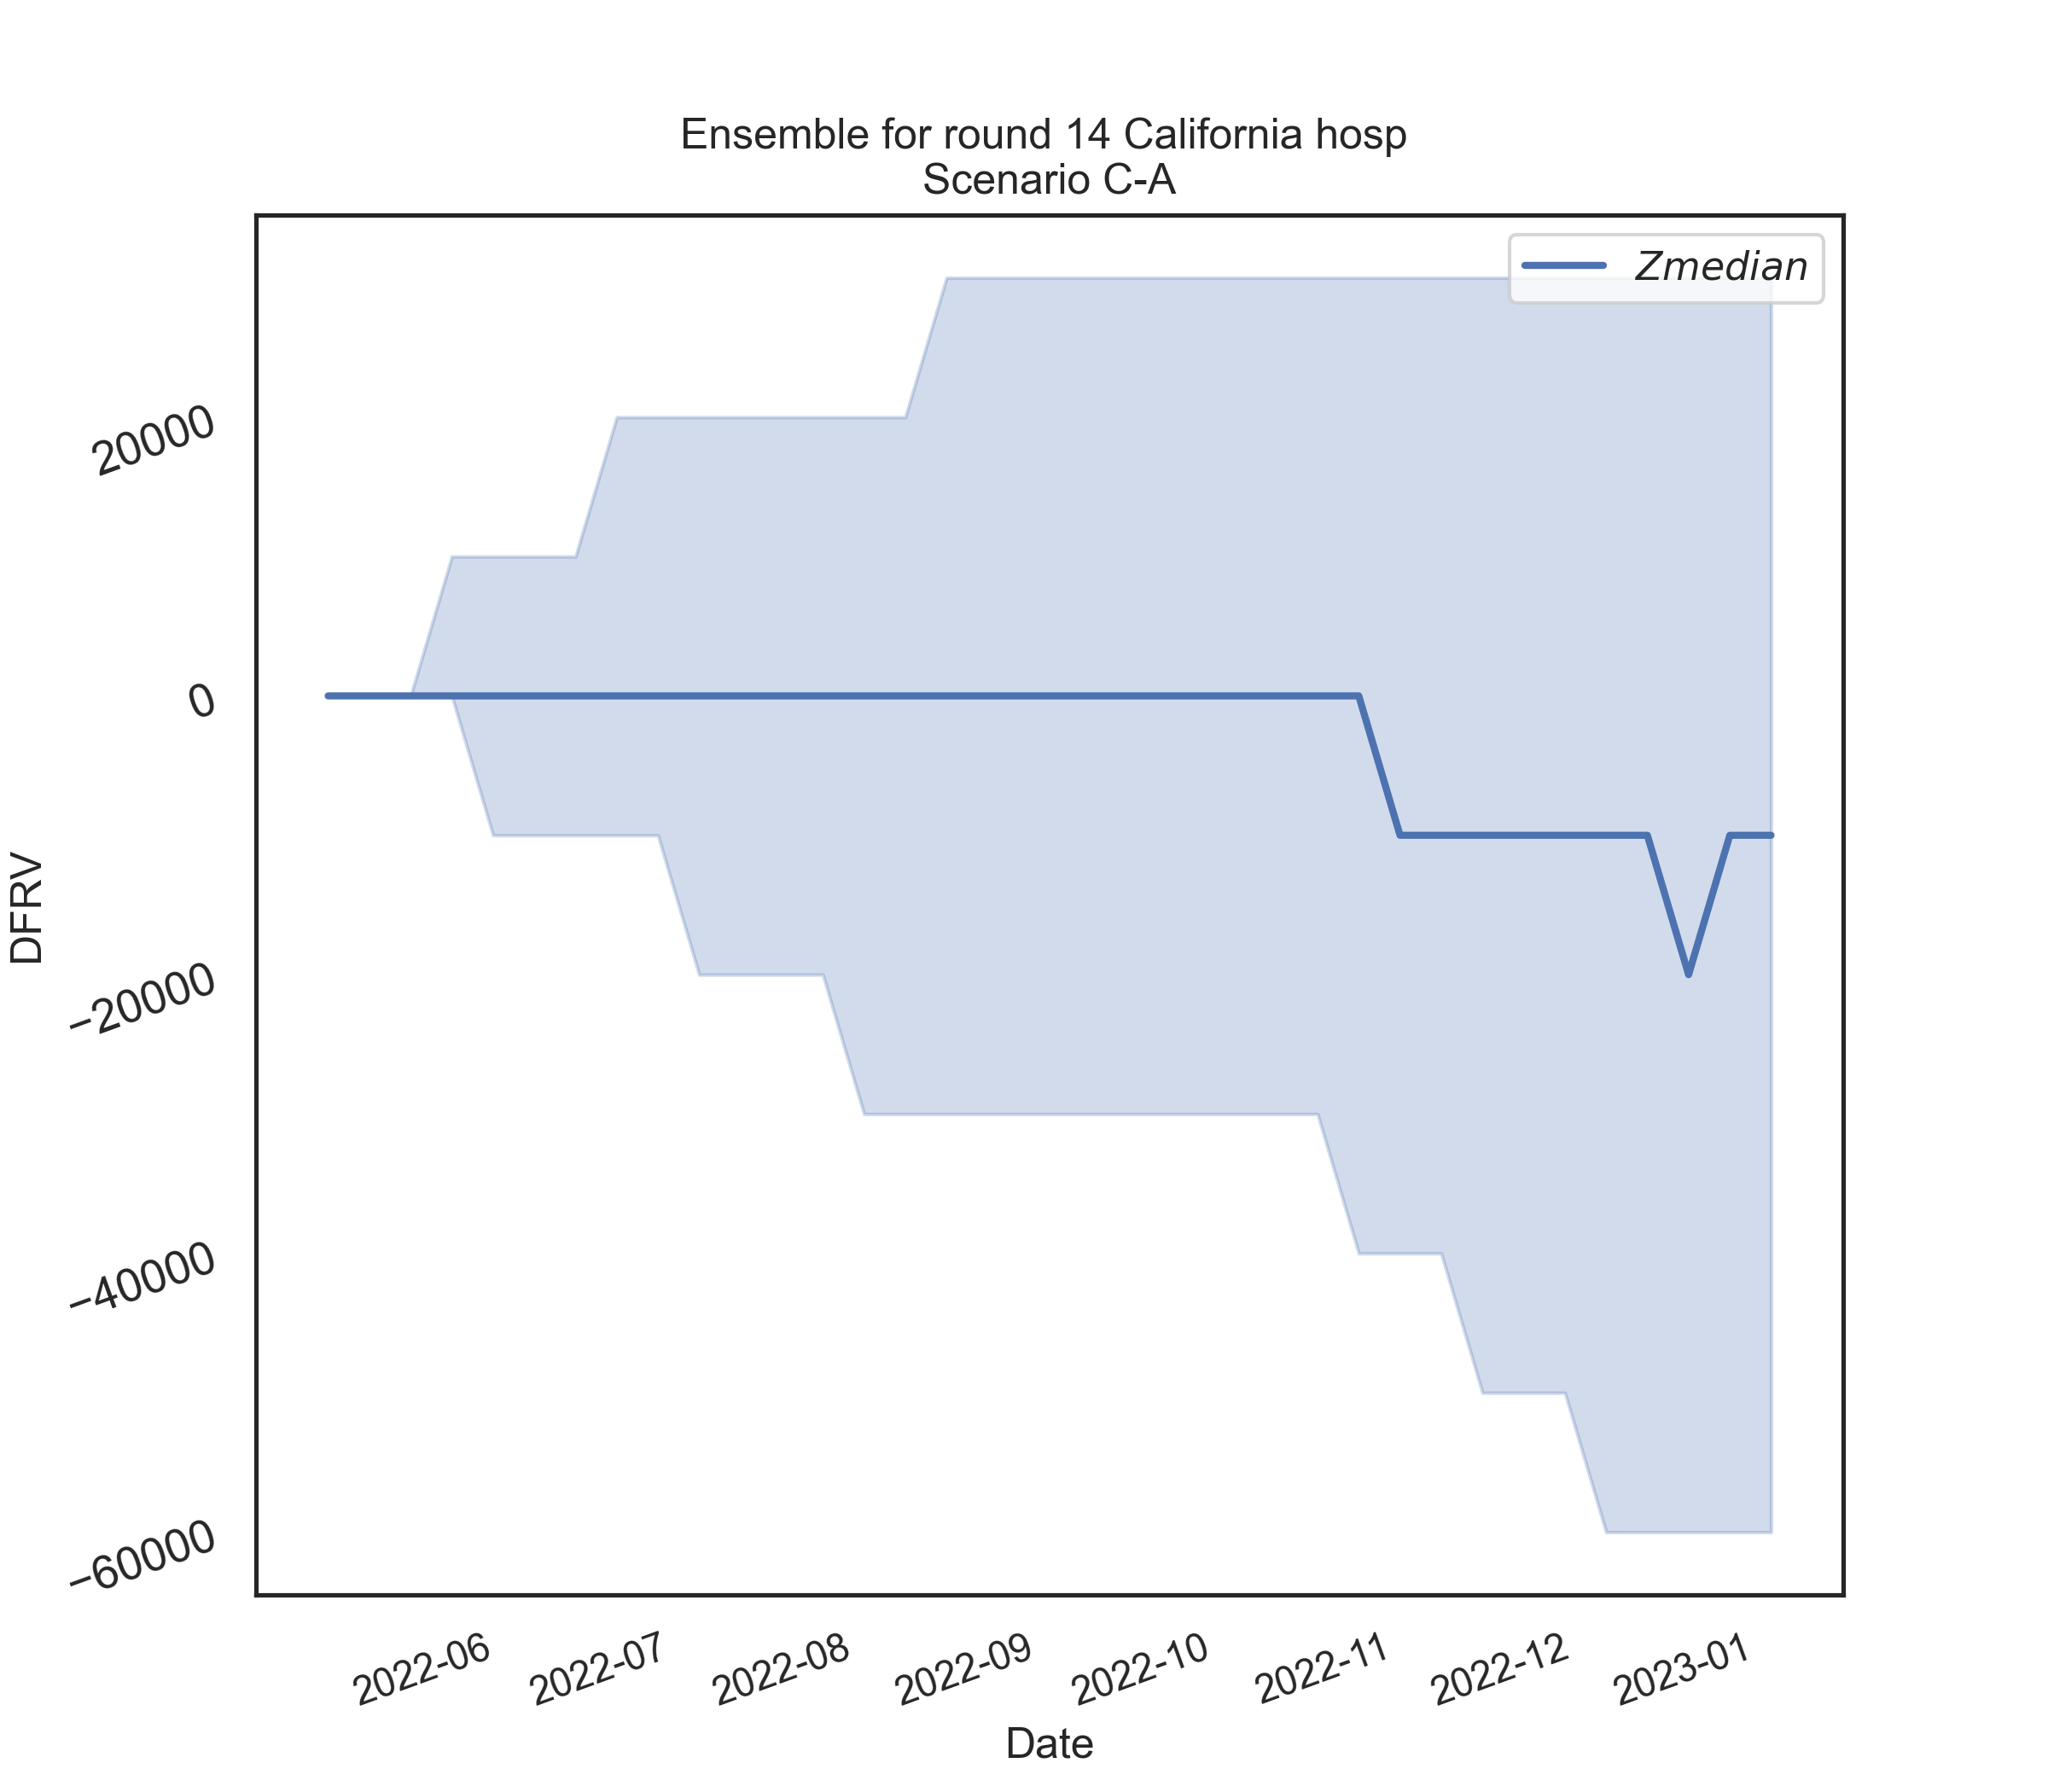 Ensemble for round 14 California hosp
Scenario C-A
Zmedian
20000
0
−20000
−40000
−60000
DFRV
2022-06
2022-07
2022-08
2022-09
2022-10
2022-11
2022-12
2023-01
Date